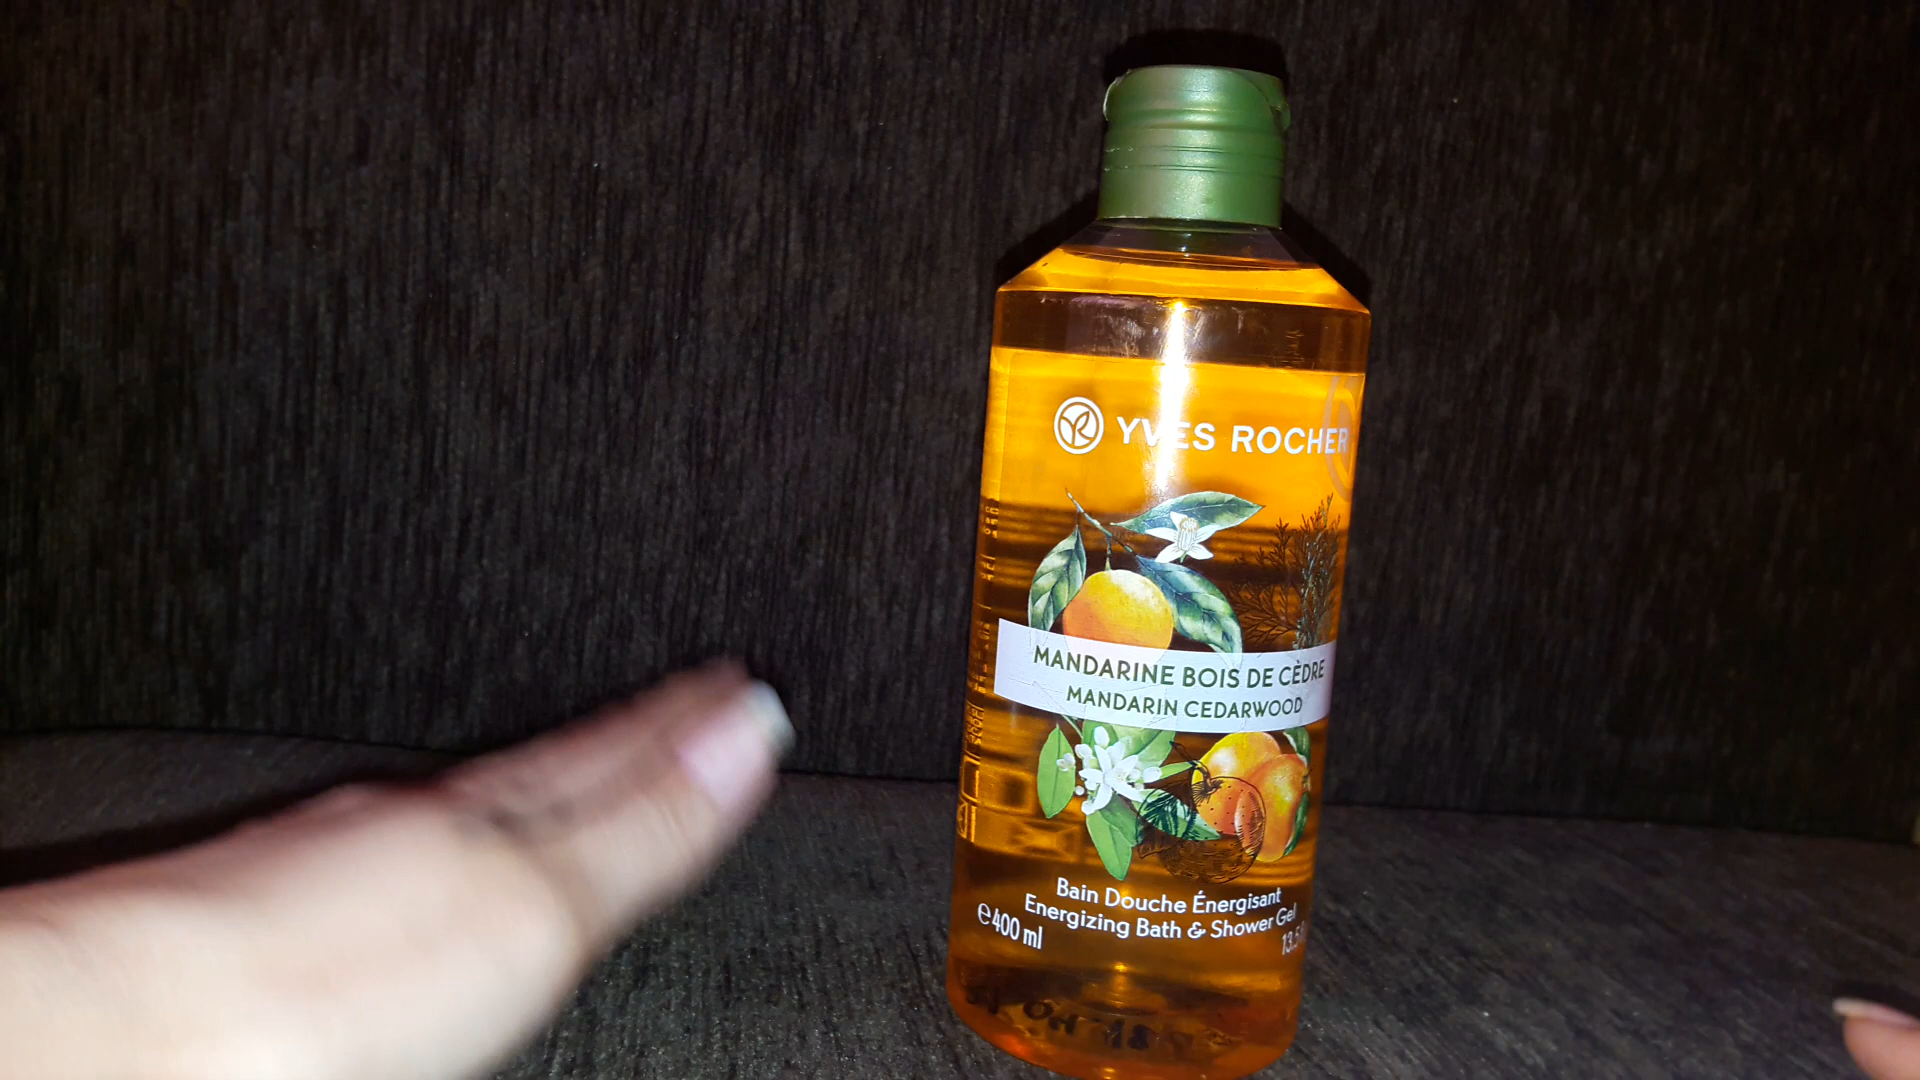 YVES ROCHER
MANDARINE BOIS DE CÈDRE
MANDARIN CEDARWOOD
Bain Douche Énergisant
Energizing Bath & Shower Gel
℮400 ml